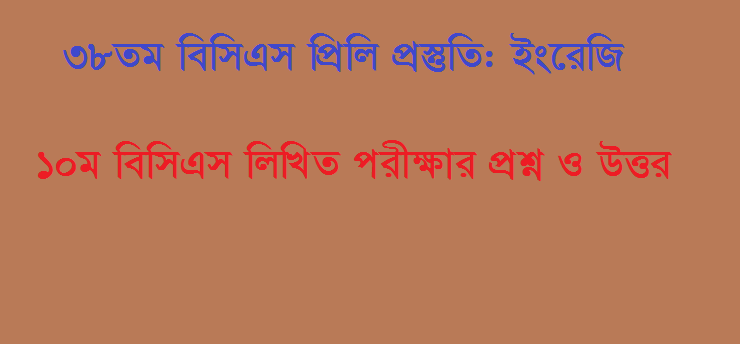 ৩৮তম বিসিএস প্রিলি প্রস্তুতি: ইংরেজি
১০ম বিসিএস লিখিত পরীক্ষার প্রশ্ন ও উত্তর